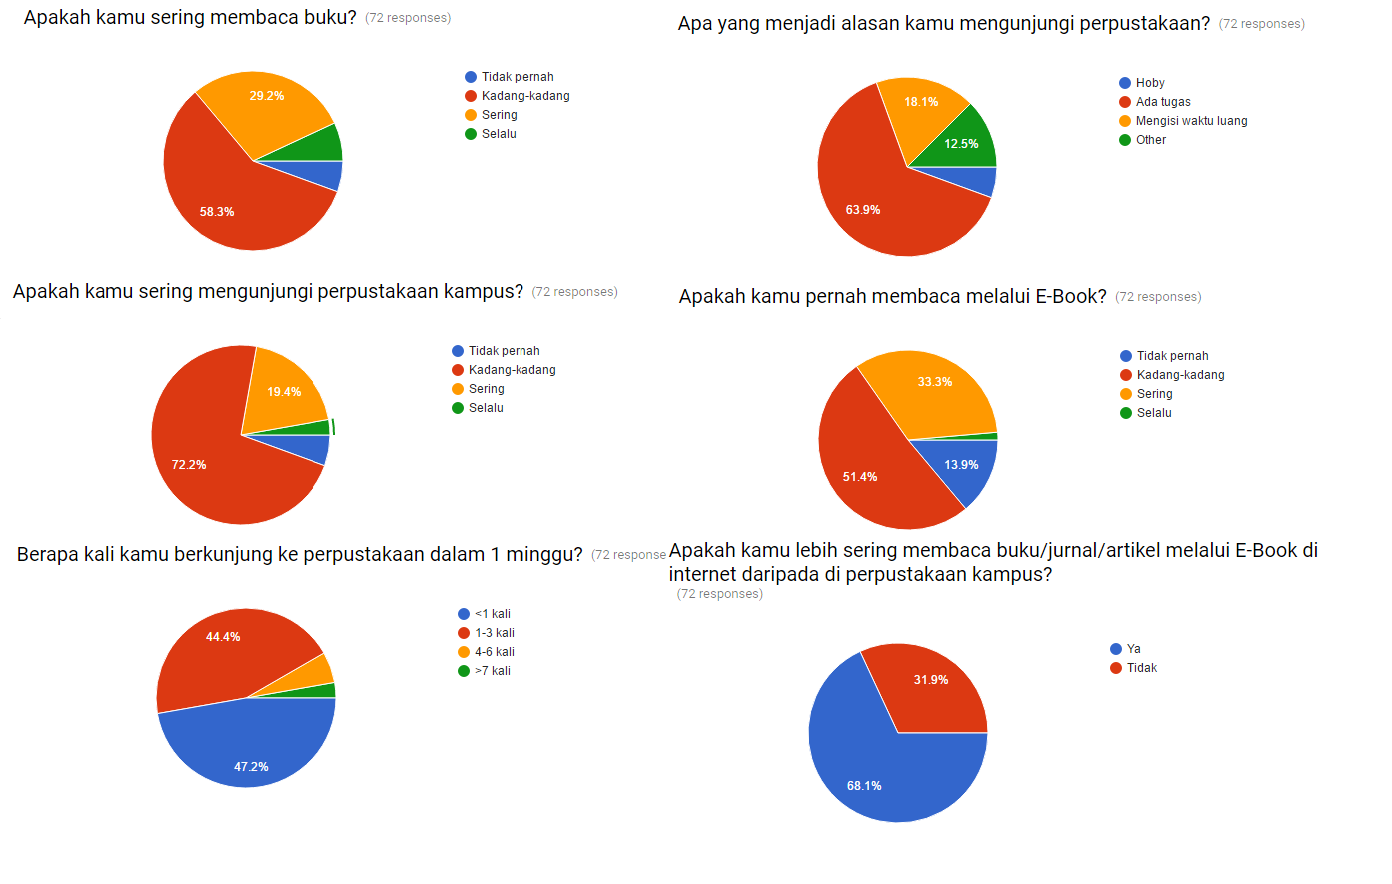 Apakah kamu sering membaca buku? (72 responses)
29.2%
58.3%
Tidak pernah
Kadang-kadang
Sering
Selalu
Apa yang menjadi alasan kamu mengunjungi perpustakaan? (72 responses)
18.1%
12.5%
63.9%
Hoby
Ada tugas
Mengisi waktu luang
Other
Apakah kamu sering mengunjungi perpustakaan kampus? (72 responses)
19.4%
72.2%
Tidak pernah
Kadang-kadang
Sering
Selalu
Apakah kamu pernah membaca melalui E-Book? (72 responses)
33.3%
13.9%
51.4%
Tidak pernah
Kadang-kadang
Sering
Selalu
Berapa kali kamu berkunjung ke perpustakaan dalam 1 minggu? (72 response
44.4%
47.2%
<1 kali
1-3 kali
4-6 kali
>7 kali
Apakah kamu lebih sering membaca buku/jurnal/artikel melalui E-Book di
internet daripada di perpustakaan kampus?
(72 responses)
31.9%
68.1%
Ya
Tidak